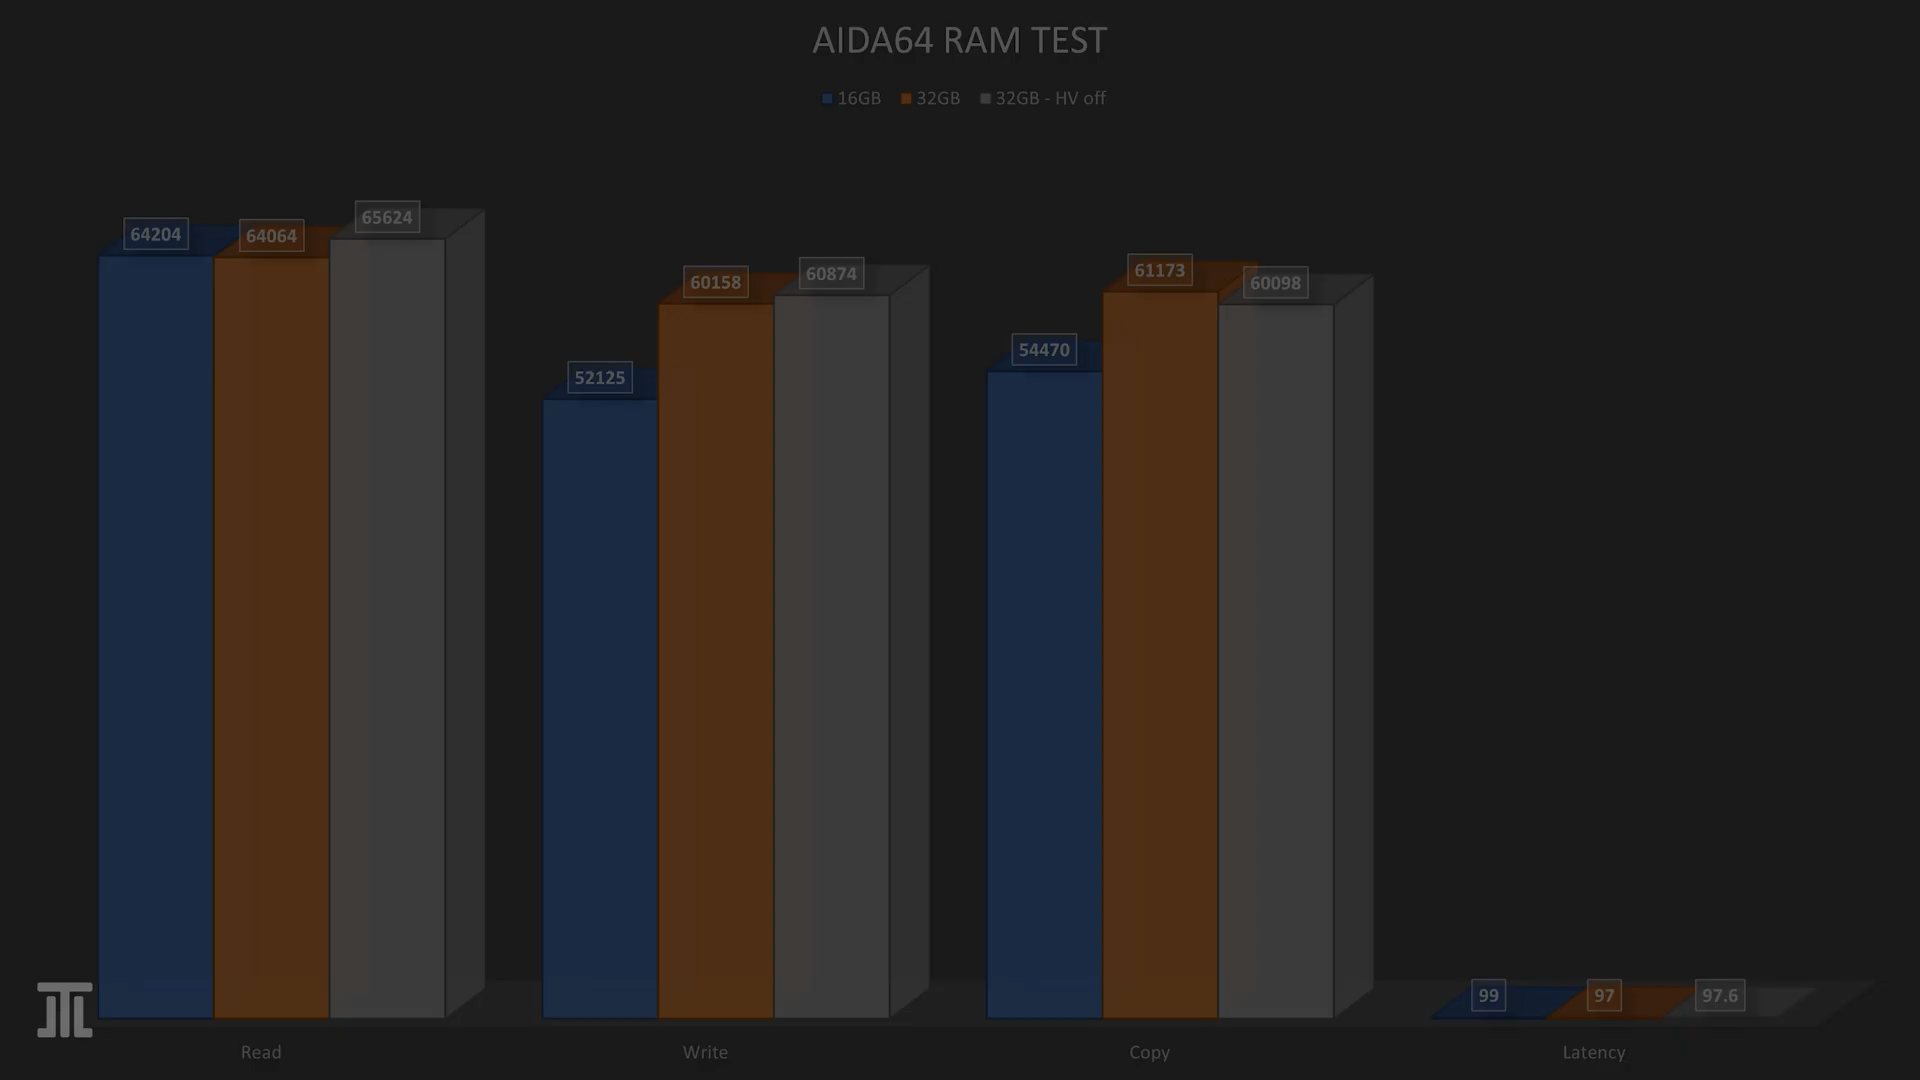 AIDA64 RAM TEST
16GB 32GB 32GB - HV off
64204 64064 65624
52125 60158 60874
54470 61173 60098
99 97 97.6
Read Write Copy Latency